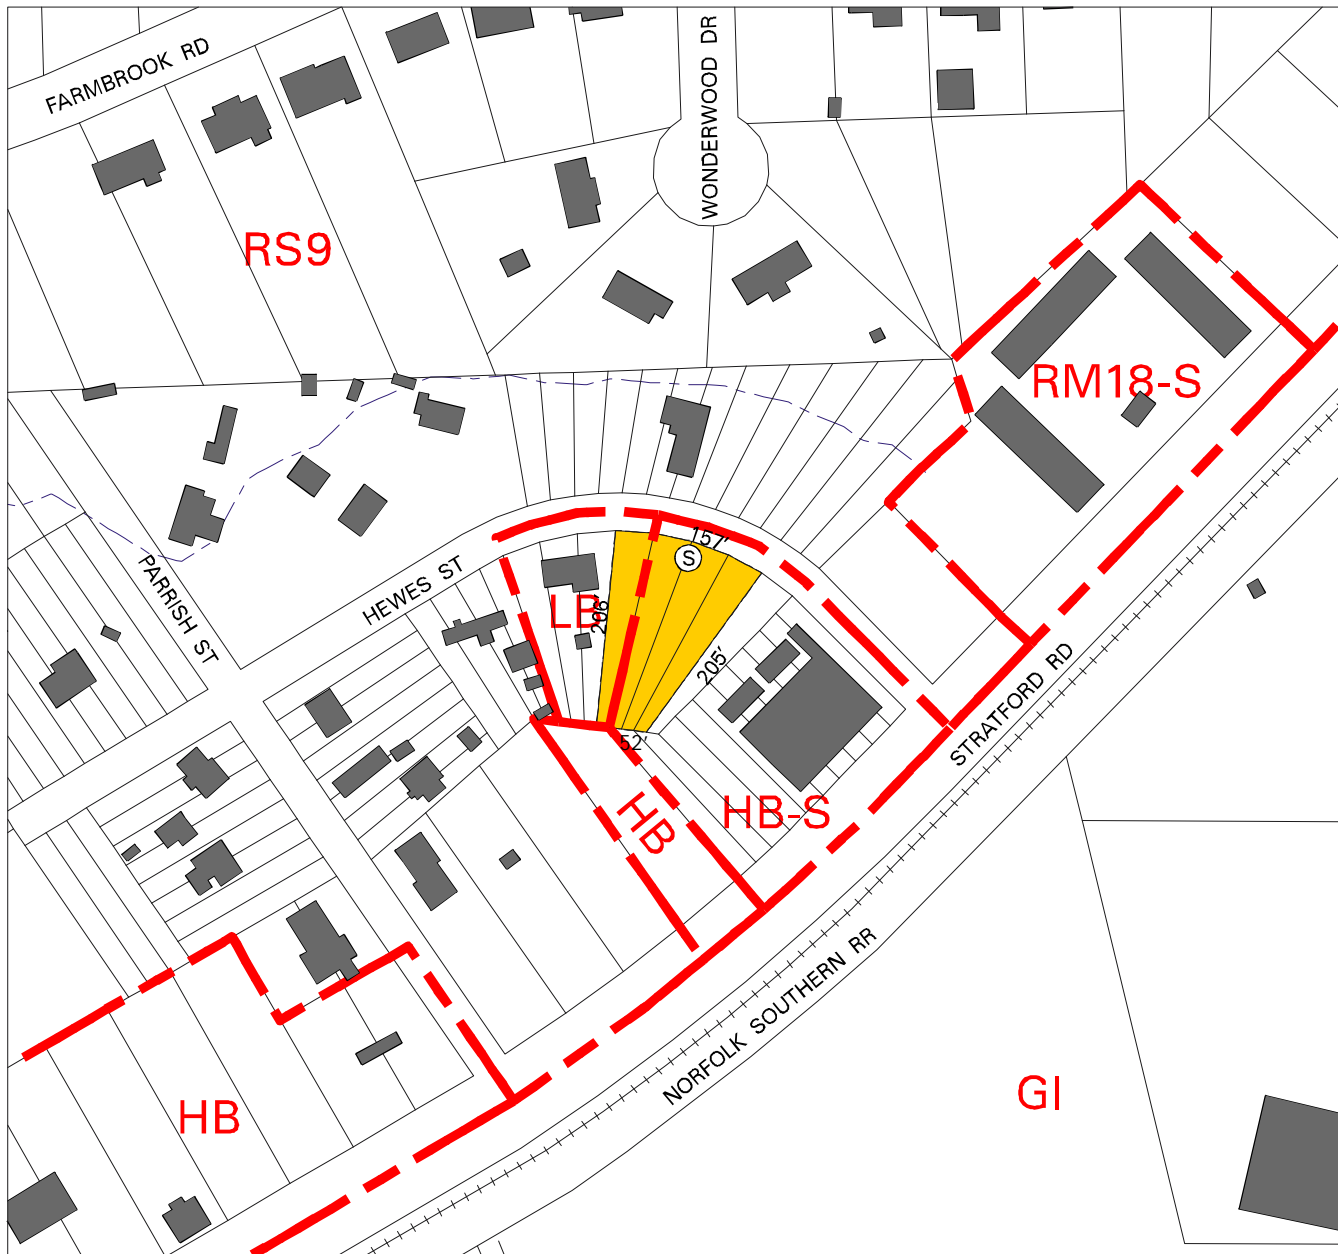 FARMBROOK RD
WONDERWOOD DR
RS9
RM18-S
157'
S
PARRISH ST
HEWES ST
LB
206'
205'
52'
STRATFORD RD
HB
HB-S
NORFOLK SOUTHERN RR
GI
HB